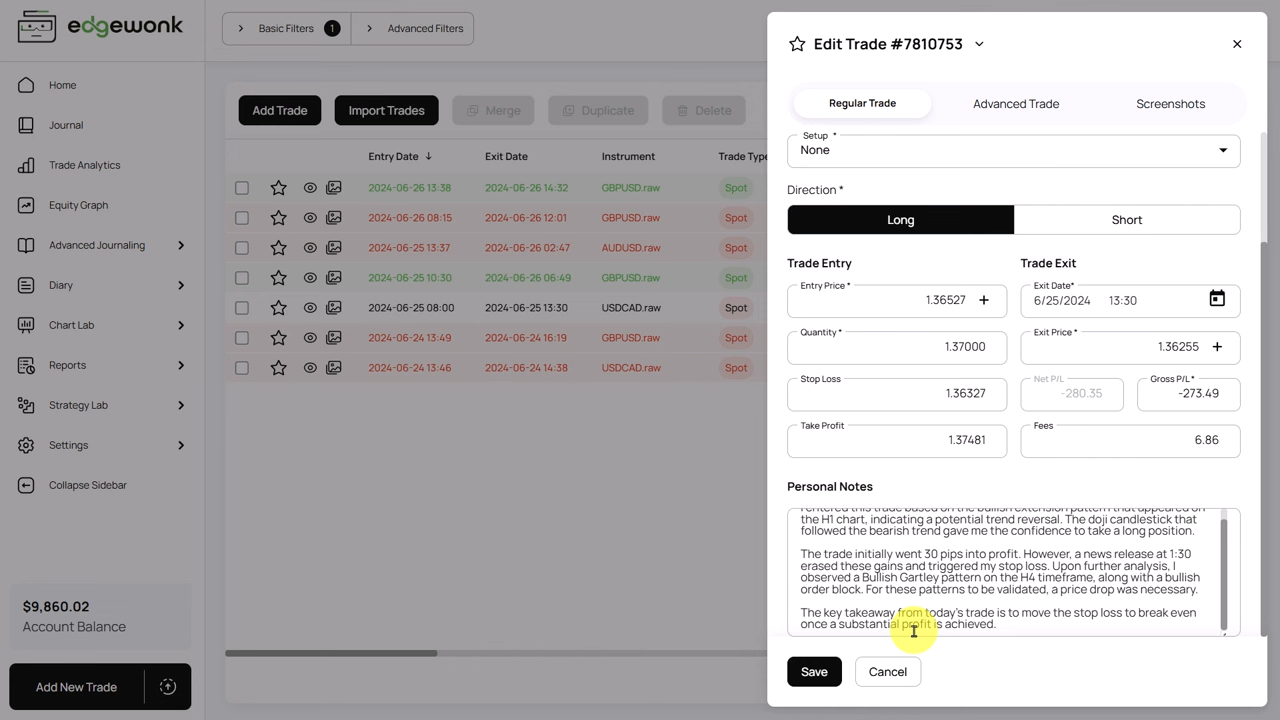 edgewonk
Home
Journal
Trade Analytics
Equity Graph
Advanced Journaling
Diary
Chart Lab
Reports
Strategy Lab
Settings
Collapse Sidebar
$9,860.02
Account Balance
Add New Trade
Basic Filters 1
Advanced Filters
Add Trade
Import Trades
Merge
Duplicate
Delete
Entry Date Exit Date Instrument Trade Type
2024-06-26 13:38 2024-06-26 14:32 GBPUSD.raw Spot
2024-06-26 08:15 2024-06-26 12:01 GBPUSD.raw Spot
2024-06-25 13:37 2024-06-26 02:47 AUDUSD.raw Spot
2024-06-25 10:30 2024-06-26 06:49 GBPUSD.raw Spot
2024-06-25 08:00 2024-06-25 13:30 USDCAD.raw Spot
2024-06-24 13:49 2024-06-24 16:19 GBPUSD.raw Spot
2024-06-24 13:46 2024-06-24 14:38 USDCAD.raw Spot
Edit Trade #7810753
Regular Trade
Advanced Trade
Screenshots
Setup *
None
Direction *
Long
Short
Trade Entry
Trade Exit
Entry Price *
1.36527
Exit Date*
6/25/2024 13:30
Quantity *
1.37000
Exit Price *
1.36255
Stop Loss
1.36327
Net P/L
-280.35
Gross P/L *
-273.49
Take Profit
1.37481
Fees
6.86
Personal Notes
I entered this trade based on the bullish extension pattern that appeared on
the H1 chart, indicating a potential trend reversal. The doji candlestick that
followed the bearish trend gave me the confidence to take a long position.
The trade initially went 30 pips into profit. However, a news release at 1:30
erased these gains and triggered my stop loss. Upon further analysis, I
observed a Bullish Gartley pattern on the H4 timeframe, along with a bullish
order block. For these patterns to be validated, a price drop was necessary.
The key takeaway from today's trade is to move the stop loss to break even
once a substantial profit is achieved.
Save
Cancel